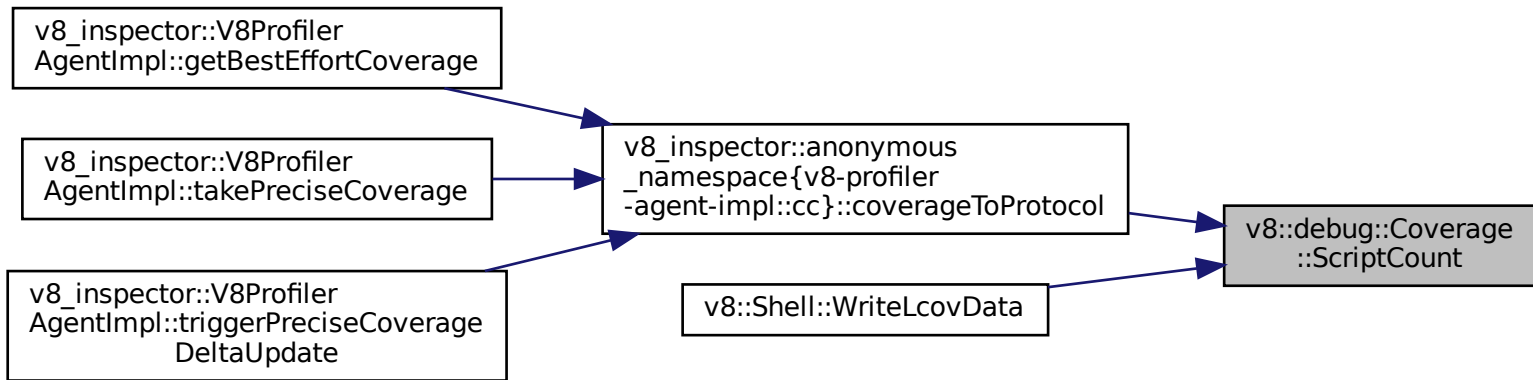 v8_inspector::V8Profiler
AgentImpl::getBestEffortCoverage
v8_inspector::V8Profiler
AgentImpl::takePreciseCoverage
v8_inspector::V8Profiler
AgentImpl::triggerPreciseCoverage
DeltaUpdate
v8_inspector::anonymous
_namespace{v8-profiler
-agent-impl::cc}::coverageToProtocol
v8::Shell::WriteLcovData
v8::debug::Coverage
::ScriptCount